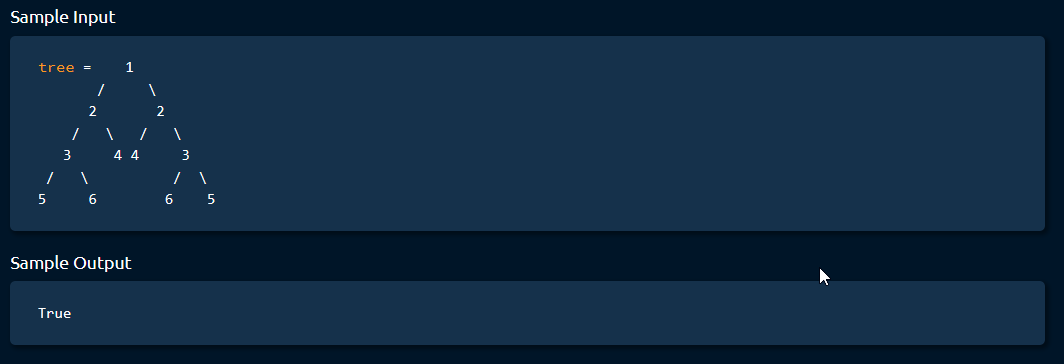 Sample Input
tree =    1
       /     \
      2       2
    /   \   /   \
   3     4 4     3
 /   \          /  \
5     6        6    5
Sample Output
True